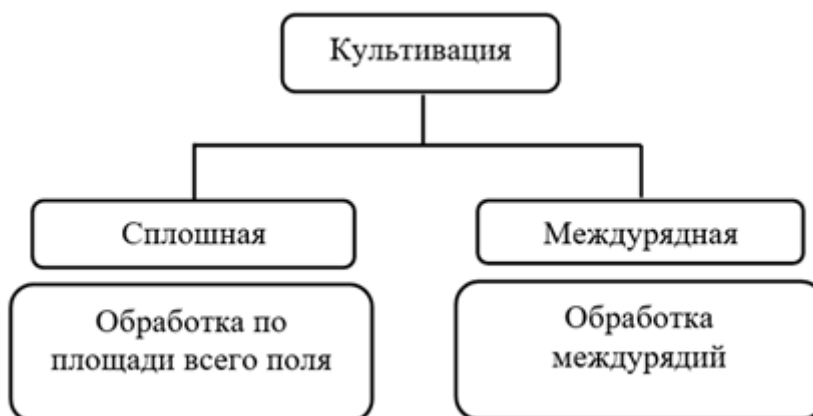 Культивация
Сплошная
Междурядная
Обработка по
площади всего поля
Обработка
междурядий